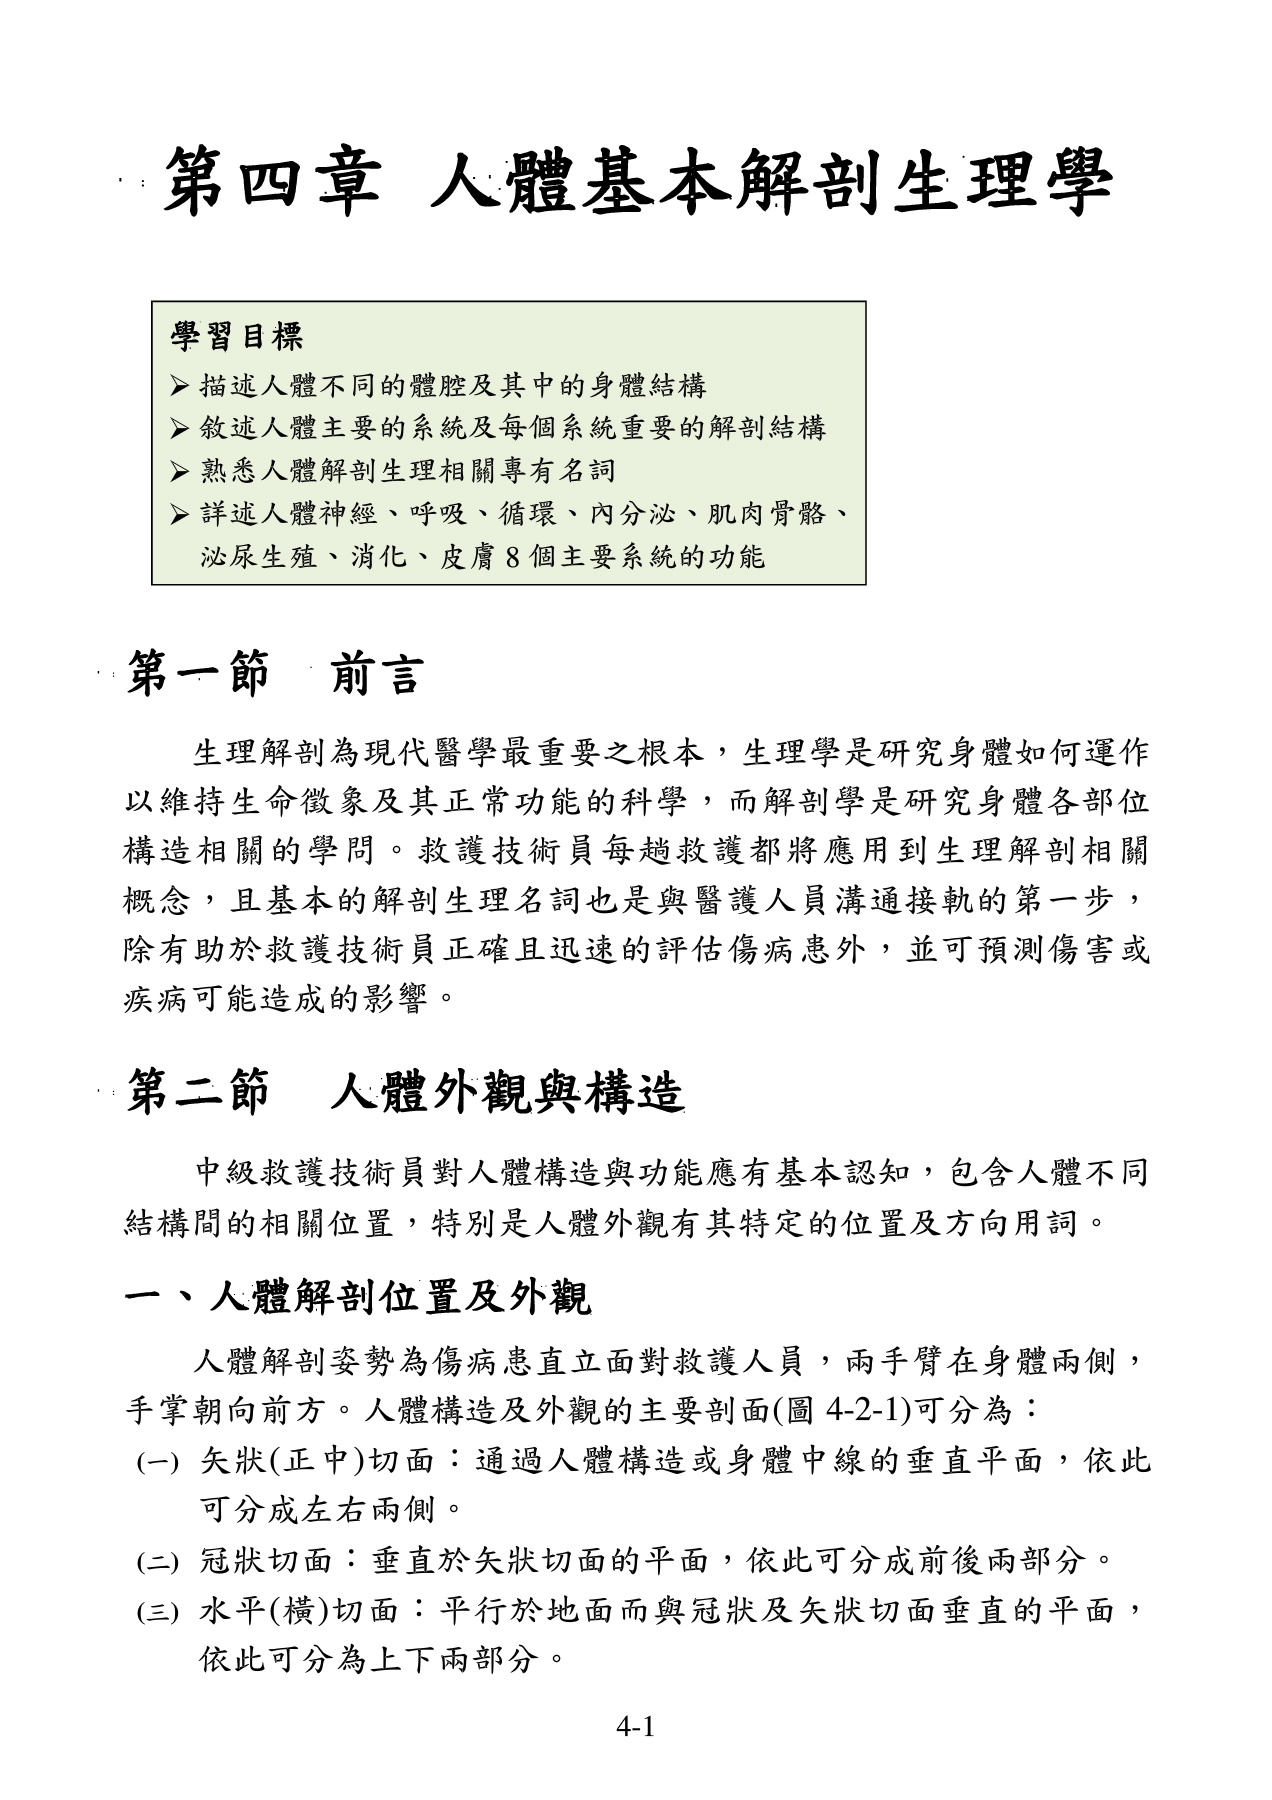 第四章 人體基本解剖生理學
學習目標
➢ 描述人體不同的體腔及其中的身體結構
➢ 敘述人體主要的系統及每個系統重要的解剖結構
➢ 熟悉人體解剖生理相關專有名詞
➢ 詳述人體神經、呼吸、循環、內分泌、肌肉骨骼、
泌尿生殖、消化、皮膚 8 個主要系統的功能
第一節 前言
生理解剖為現代醫學最重要之根本，生理學是研究身體如何運作
以維持生命徵象及其正常功能的科學，而解剖學是研究身體各部位
構造相關的學問。救護技術員每趟救護都將應用到生理解剖相關
概念，且基本的解剖生理名詞也是與醫護人員溝通接軌的第一步，
除有助於救護技術員正確且迅速的評估傷病患外，並可預測傷害或
疾病可能造成的影響。
第二節 人體外觀與構造
中級救護技術員對人體構造與功能應有基本認知，包含人體不同
結構間的相關位置，特別是人體外觀有其特定的位置及方向用詞。
一、人體解剖位置及外觀
人體解剖姿勢為傷病患直立面對救護人員，兩手臂在身體兩側，
手掌朝向前方。人體構造及外觀的主要剖面(圖 4-2-1)可分為：
(一) 矢狀(正中)切面：通過人體構造或身體中線的垂直平面，依此
可分成左右兩側。
(二) 冠狀切面：垂直於矢狀切面的平面，依此可分成前後兩部分。
(三) 水平(橫)切面：平行於地面而與冠狀及矢狀切面垂直的平面，
依此可分為上下兩部分。
4-1